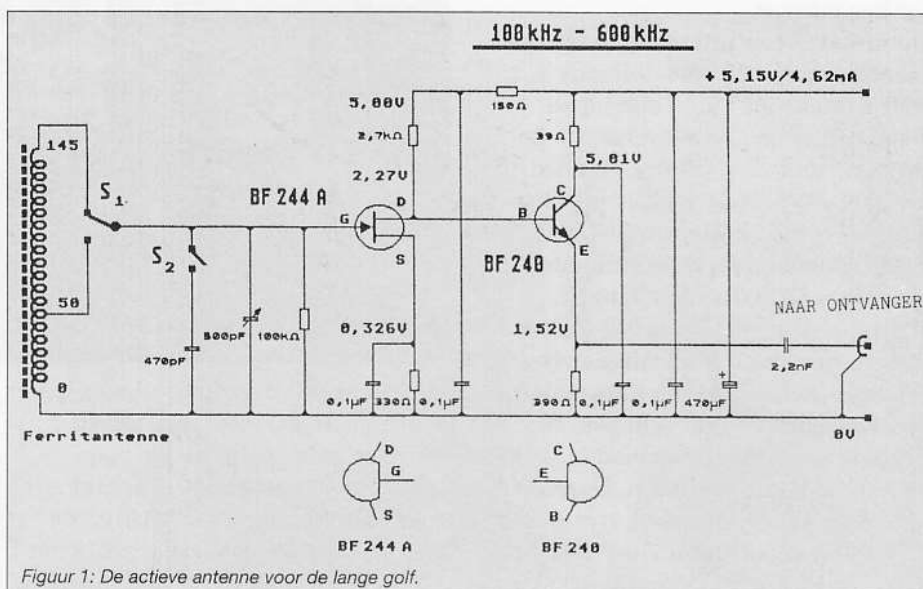 100kHz - 600kHz
+ 5,15V/4,62mA
5,00V
150Ω
2,7kΩ
39Ω
145
5,01V
2,27V
S1.
BF 244 A
D
C
G
B
S
E
S2
BF 240
NAAR ONTVANGER
50
0,326V
1,52V
500pF
100kΩ
470pF
2,2nF
0
0,1µF
330Ω
0,1µF
390Ω
0,1µF
0,1µF
+
470µF
Ferritantenne
0V
D
C
G
E
S
B
BF 244 A
BF 240
Figuur 1: De actieve antenne voor de lange golf.